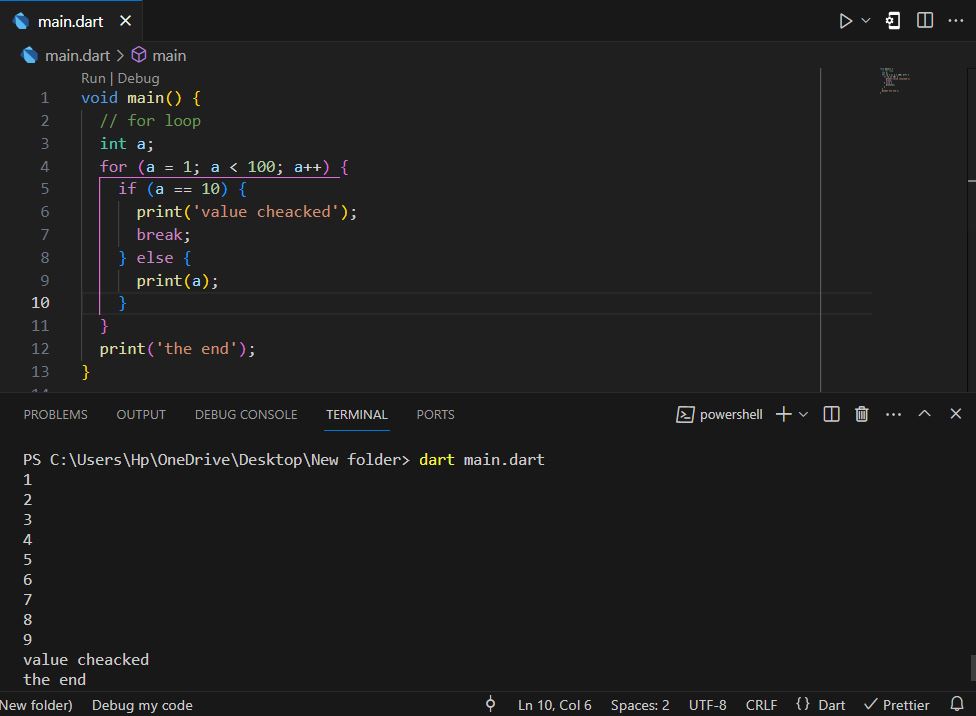 main.dart
main.dart > main
Run | Debug
1 void main() {
2 // for loop
3 int a;
4 for (a = 1; a < 100; a++) {
5 if (a == 10) {
6 print('value cheacked');
7 break;
8 } else {
9 print(a);
10 }
11 }
12 print('the end');
13 }
PROBLEMS OUTPUT DEBUG CONSOLE TERMINAL PORTS powershell
PS C:\Users\Hp\OneDrive\Desktop\New folder> dart main.dart
1
2
3
4
5
6
7
8
9
value cheacked
the end
New folder) Debug my code Ln 10, Col 6 Spaces: 2 UTF-8 CRLF {} Dart Prettier